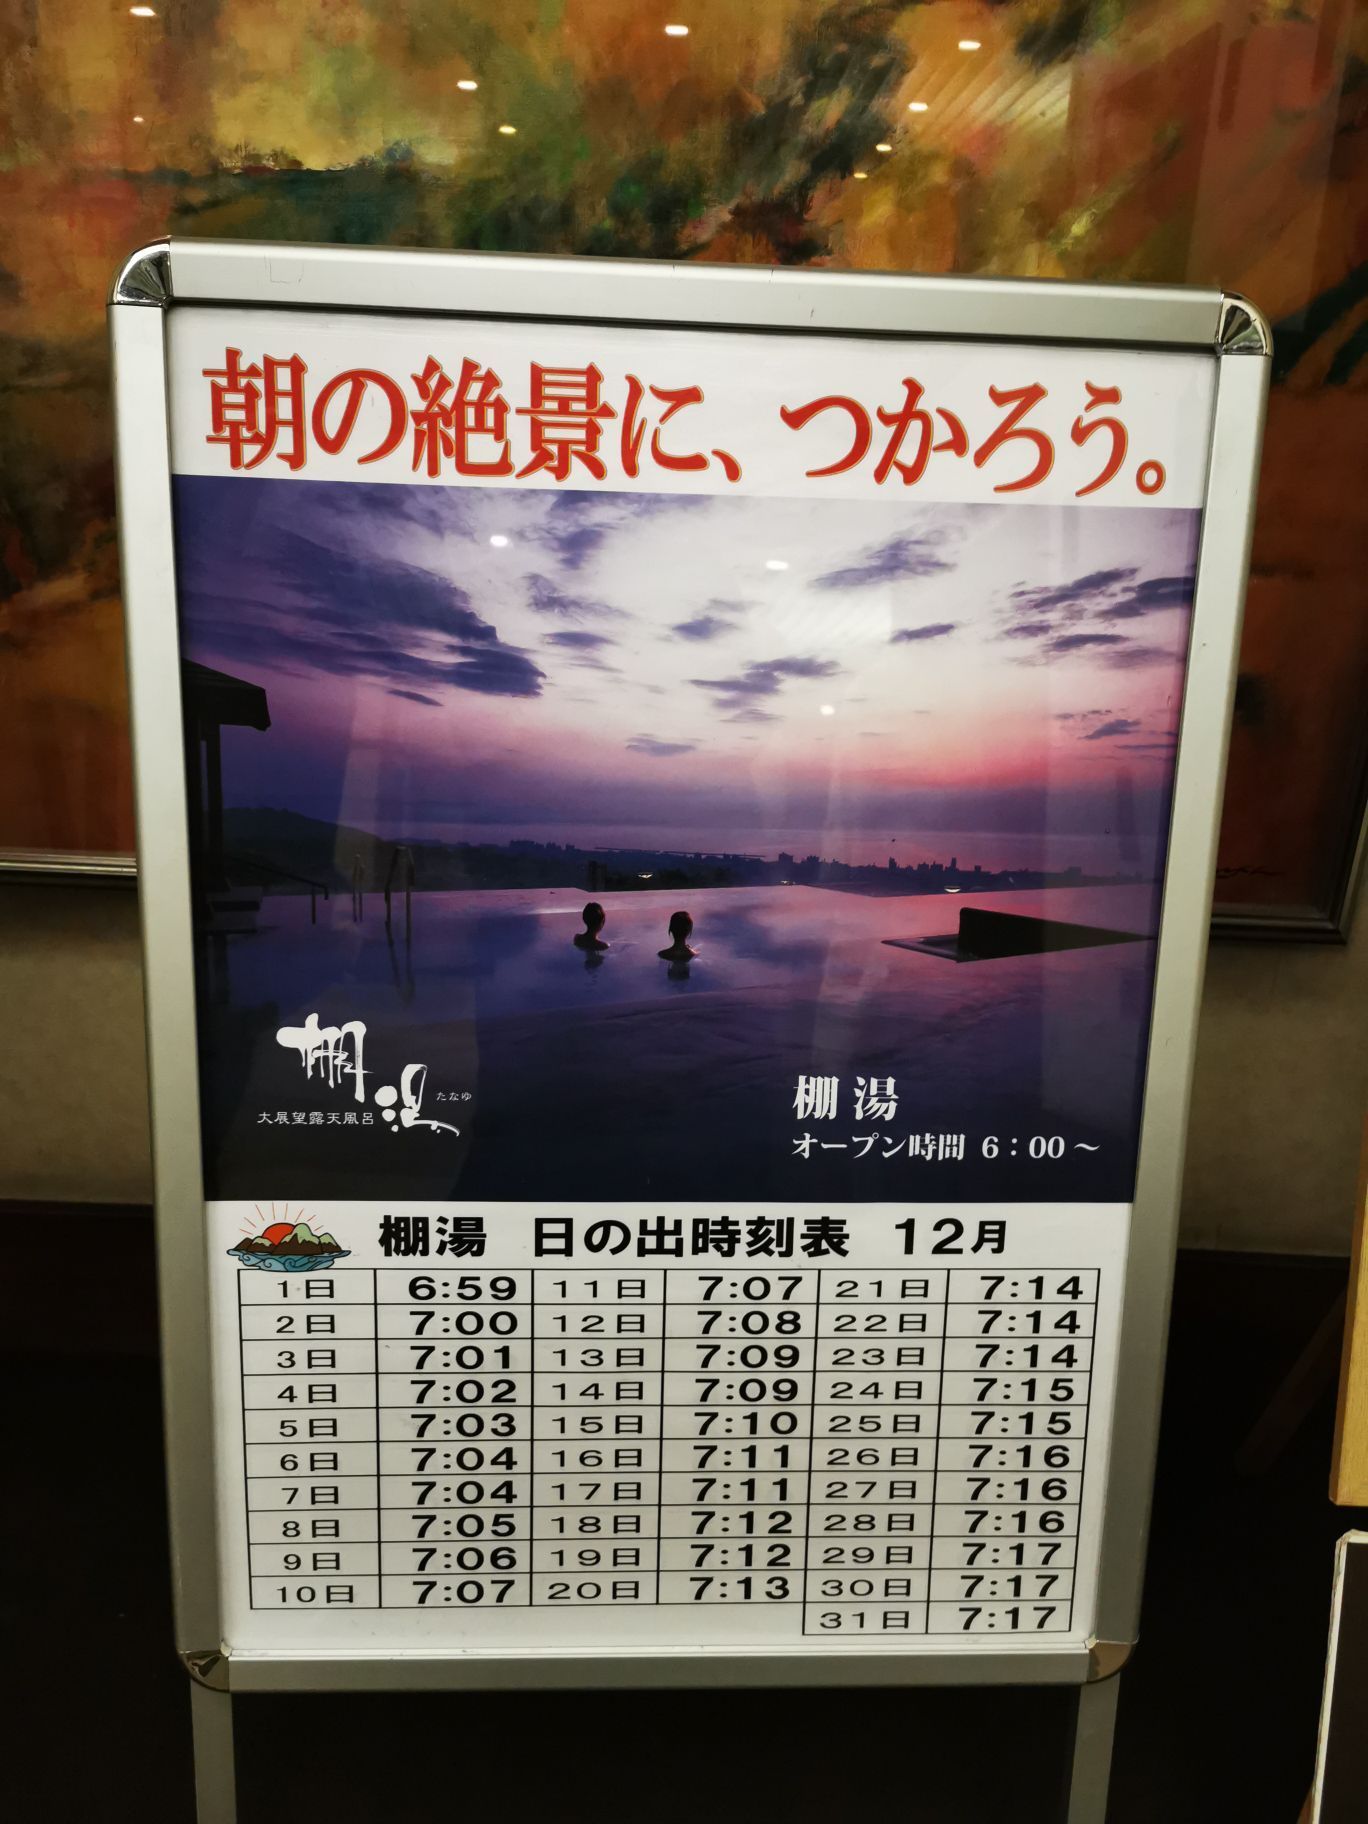 朝の絶景に、つかろう。
棚湯
たなゆ
大展望露天風呂
棚湯
オープン時間 6:00~
棚湯 日の出時刻表 12月
1日 6:59 11日 7:07 21日 7:14
2日 7:00 12日 7:08 22日 7:14
3日 7:01 13日 7:09 23日 7:14
4日 7:02 14日 7:09 24日 7:15
5日 7:03 15日 7:10 25日 7:15
6日 7:04 16日 7:11 26日 7:16
7日 7:04 17日 7:11 27日 7:16
8日 7:05 18日 7:12 28日 7:16
9日 7:06 19日 7:12 29日 7:17
10日 7:07 20日 7:13 30日 7:17
31日 7:17